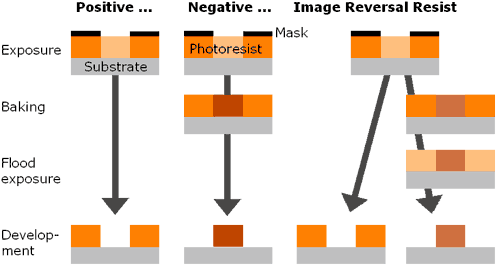 Positive ... Negative ... Image Reversal Resist
Mask
Exposure
Photoresist
Substrate
Baking
Flood
exposure
Develop-
ment